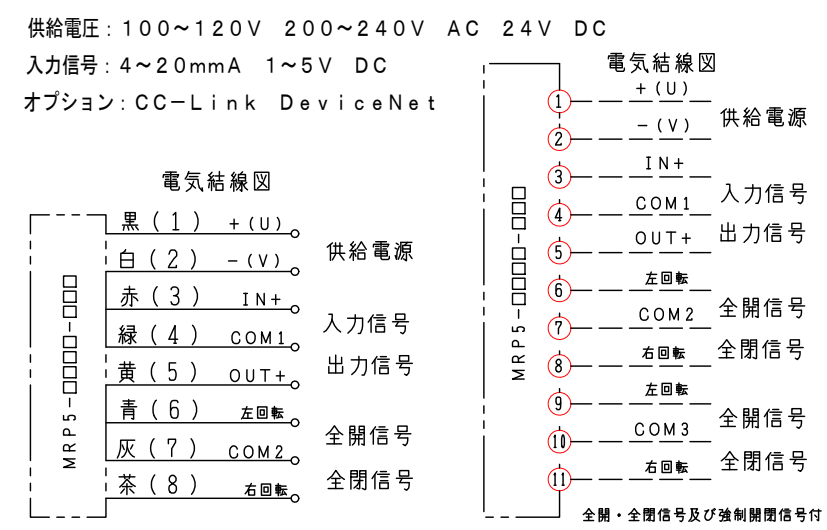 供給電圧：１００～１２０Ｖ　２００～２４０Ｖ　ＡＣ　２４Ｖ　ＤＣ
入力信号：４～２０ｍｍＡ　１～５Ｖ　ＤＣ
オプション：ＣＣ－Ｌｉｎｋ　ＤｅｖｉｃｅＮｅｔ
電気結線図
黒（１） +（U）
白（２） -（V）
供給電源
赤（３） IN+
緑（４） COM1
入力信号
黄（５） OUT+
出力信号
青（６） 左回転
灰（７） COM2
全開信号
茶（８） 右回転
全閉信号
MRP5-□□□□-□□□
電気結線図
① +（U）
② -（V）
供給電源
③ IN+
④ COM1
入力信号
⑤ OUT+
出力信号
⑥ 左回転
⑦ COM2
全開信号
⑧ 右回転
全閉信号
⑨ 左回転
⑩ COM3
全開信号
⑪ 右回転
全閉信号
MRP5-□□□□-□□□
全開・全閉信号及び強制開閉信号付